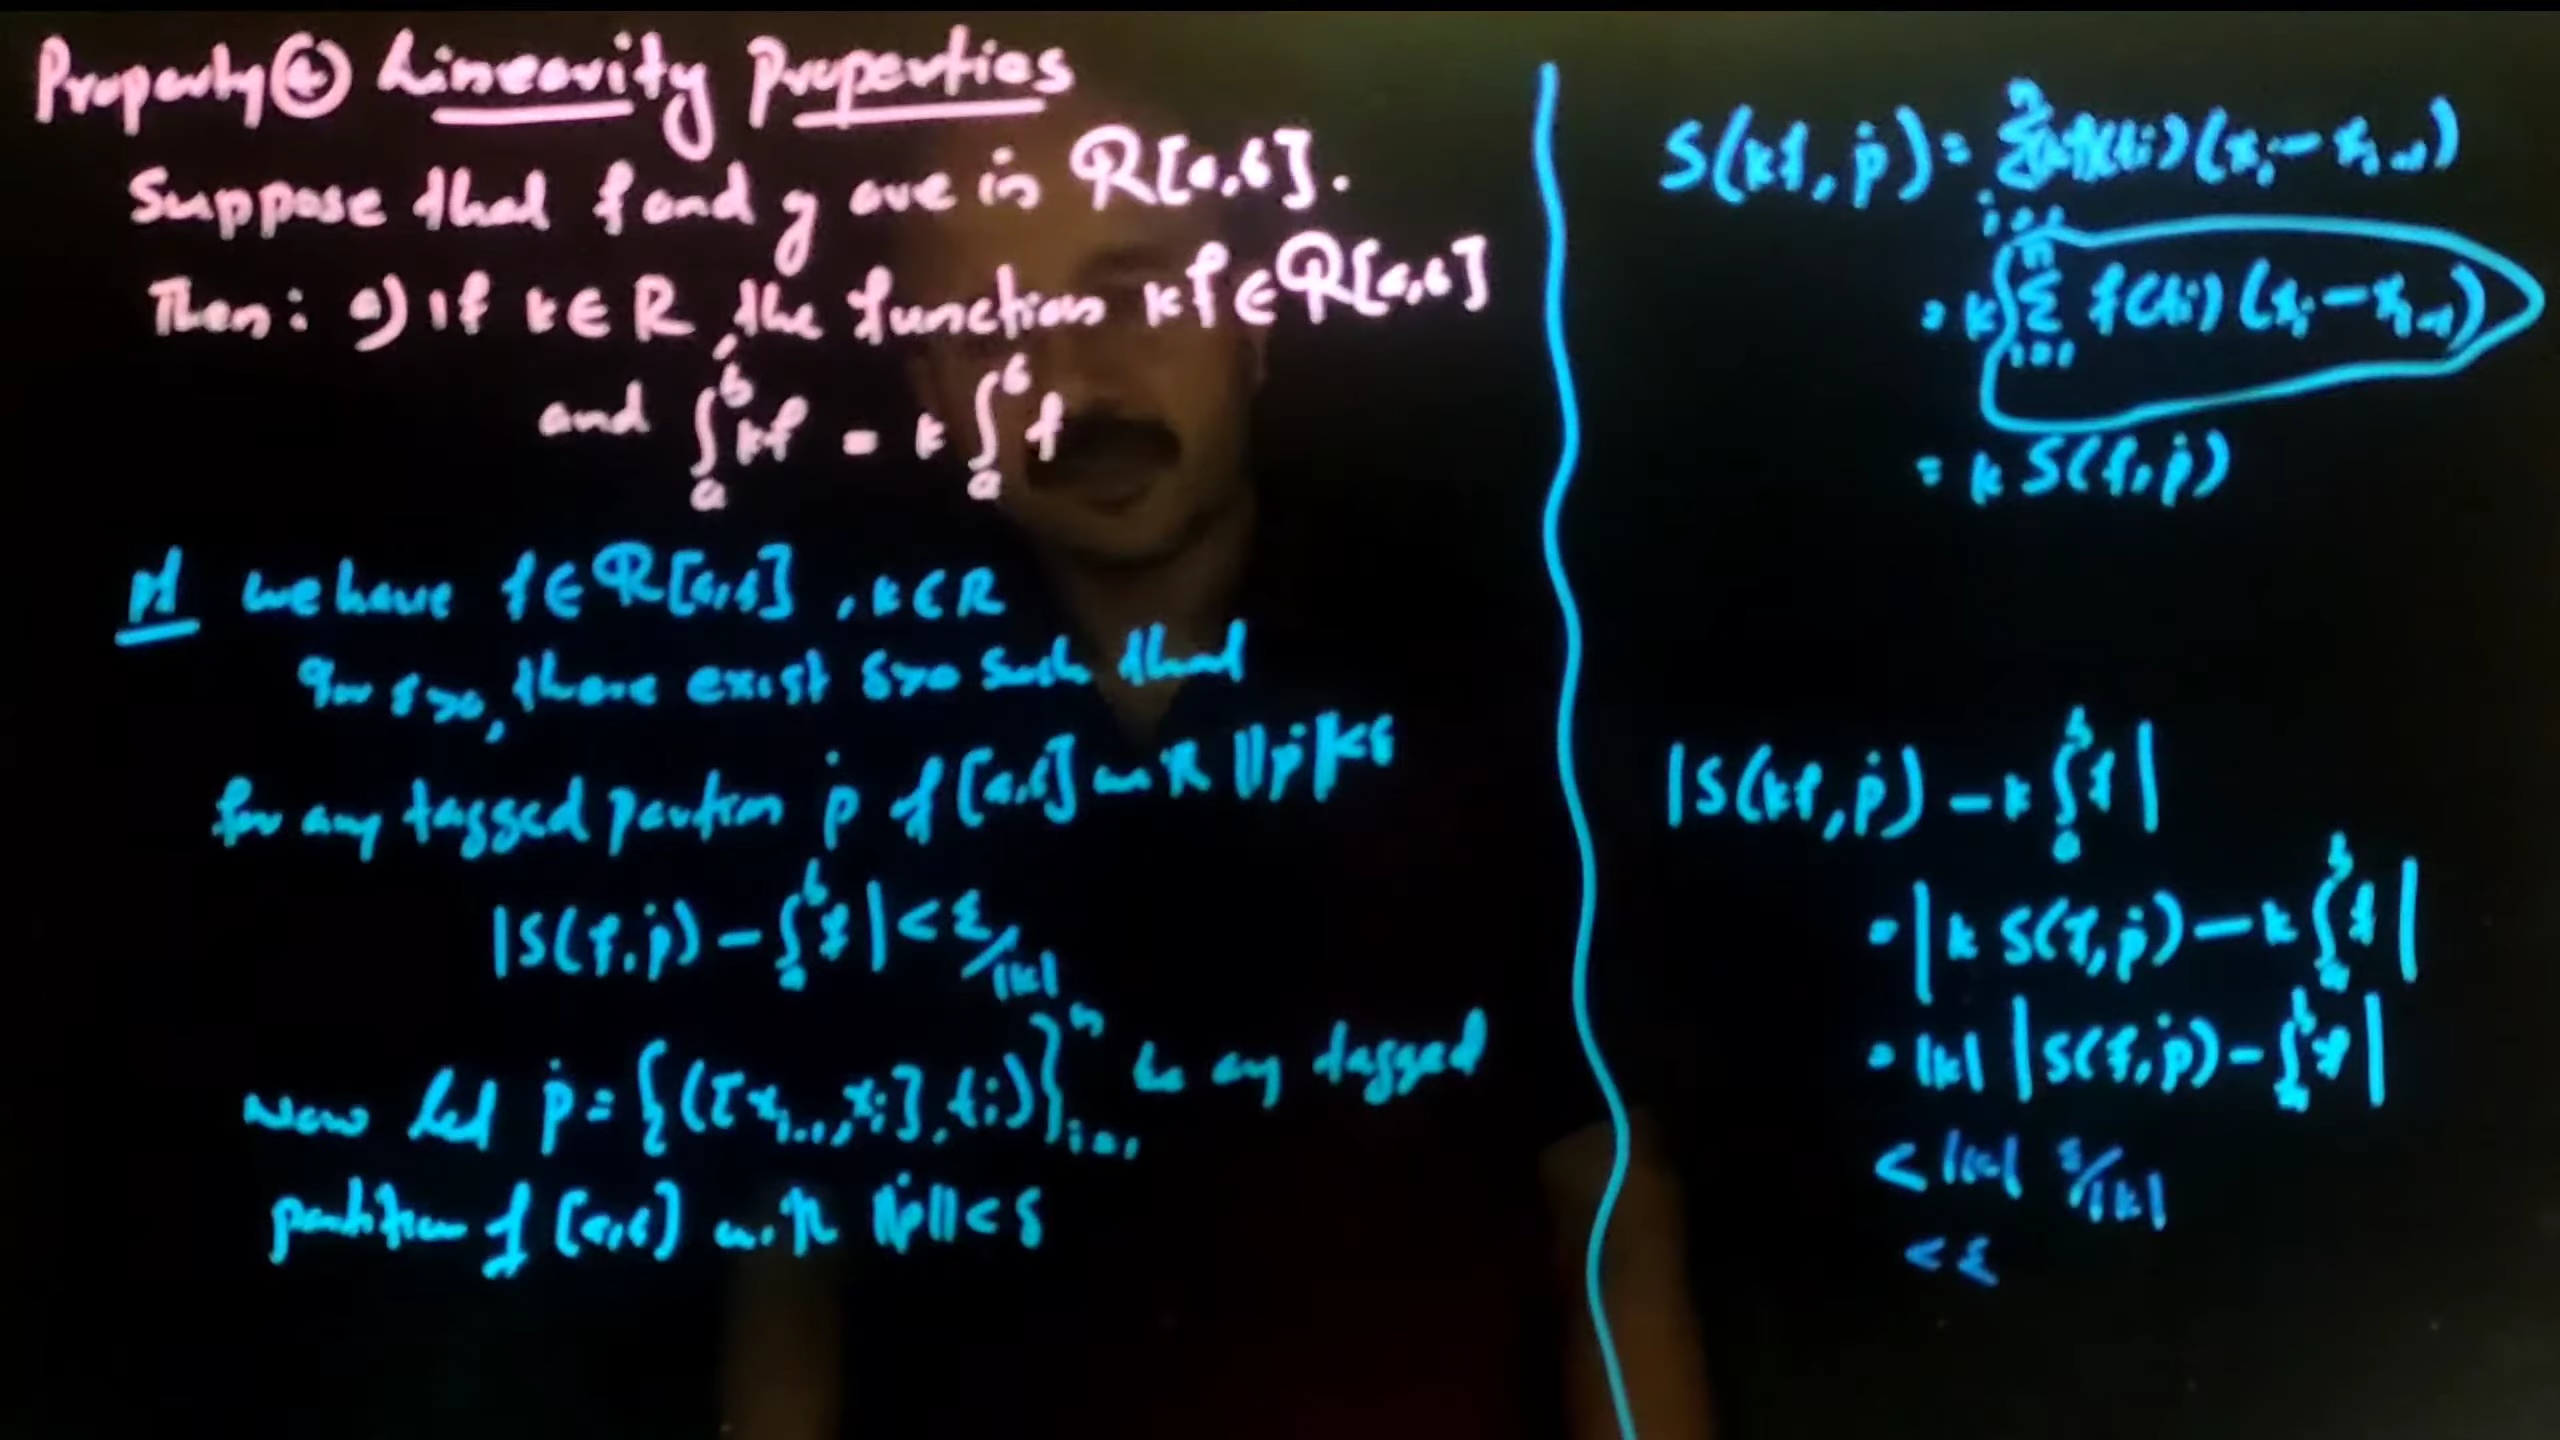 Property ④ Linearity Properties
Suppose that f and g are in ℛ[a,b].
Then: a) if k∈R, the function kf∈ℛ[a,b]
and ∫ₐᵇ kf = k ∫ₐᵇ f
Pf we have f∈ℛ[a,b], k∈R
for ε>0, there exist δ>0 such that
for any tagged partition ṗ of [a,b] with ||ṗ||<δ
|S(f,ṗ) − ∫ₐᵇ f| < ε/|k|
Now let ṗ = {([xᵢ₋₁, xᵢ], tᵢ)}ⁿᵢ₌₁ be any tagged
partition of [a,b] with ||ṗ||<δ
S(kf,ṗ) = ∑ⁿᵢ₌₁ kf(tᵢ)(xᵢ − xᵢ₋₁)
= k ∑ⁿᵢ₌₁ f(tᵢ)(xᵢ − xᵢ₋₁)
= k S(f,ṗ)
|S(kf,ṗ) − k ∫ₐᵇ f|
= |k S(f,ṗ) − k ∫ₐᵇ f|
= |k| |S(f,ṗ) − ∫ₐᵇ f|
< |k| ε/|k|
< ε